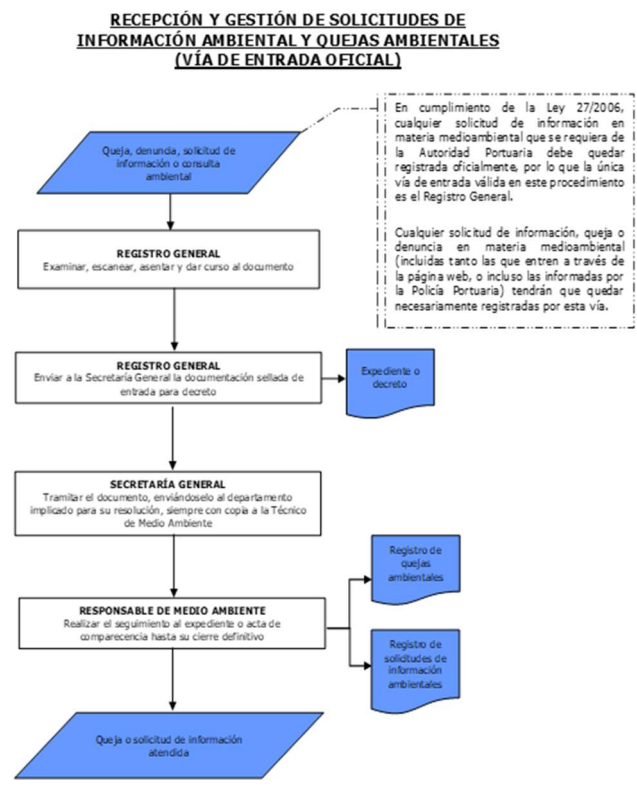 RECEPCIÓN Y GESTIÓN DE SOLICITUDES DE
INFORMACIÓN AMBIENTAL Y QUEJAS AMBIENTALES
(VÍA DE ENTRADA OFICIAL)
Queja, denuncia, solicitud de
información o consulta
ambiental
En cumplimiento de la Ley 27/2006,
cualquier solicitud de información en
materia medioambiental que se requiera de
la Autoridad Portuaria debe quedar
registrada oficialmente, por lo que la única
vía de entrada válida en este procedimiento
es el Registro General.
Cualquier solicitud de información, queja o
denuncia en materia medioambiental
(incluidas tanto las que entren a través de
la página web, o incluso las informadas por
la Policía Portuaria) tendrán que quedar
necesariamente registradas por esta vía.
REGISTRO GENERAL
Examinar, escanear, asentar y dar curso al documento
REGISTRO GENERAL
Enviar a la Secretaría General la documentación sellada de
entrada para decreto
Expediente o
decreto
SECRETARÍA GENERAL
Tramitar el documento, enviándoselo al departamento
implicado para su resolución, siempre con copia a la Técnico
de Medio Ambiente
RESPONSABLE DE MEDIO AMBIENTE
Realizar el seguimiento al expediente o acta de
comparecencia hasta su cierre definitivo
Registro de
quejas
ambientales
Registro de
solicitudes de
información
ambientales
Queja o solicitud de información
atendida